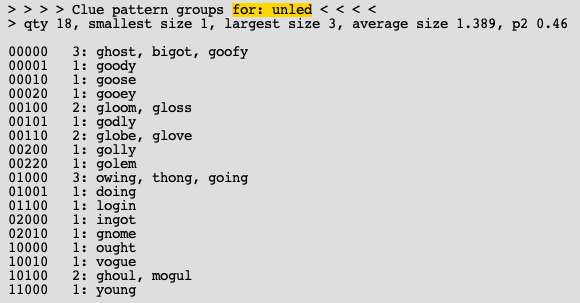 > > > > Clue pattern groups for: unled < < < <
> qty 18, smallest size 1, largest size 3, average size 1.389, p2 0.46
00000 3: ghost, bigot, goofy
00001 1: goody
00010 1: goose
00020 1: gooey
00100 2: gloom, gloss
00101 1: godly
00110 2: globe, glove
00200 1: golly
00220 1: golem
01000 3: owing, thong, going
01001 1: doing
01100 1: login
02000 1: ingot
02010 1: gnome
10000 1: ought
10010 1: vogue
10100 2: ghoul, mogul
11000 1: young